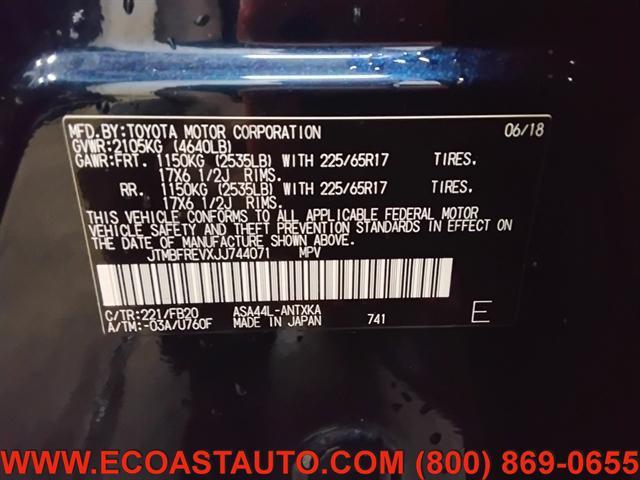 MFD.BY:TOYOTA MOTOR CORPORATION 06/18
GVWR:2105KG (4640LB)
GAWR:FRT. 1150KG (2535LB) WITH 225/65R17 TIRES.
17X6 1/2J RIMS.
RR. 1150KG (2535LB) WITH 225/65R17 TIRES.
17X6 1/2J RIMS.
THIS VEHICLE CONFORMS TO ALL APPLICABLE FEDERAL MOTOR
VEHICLE SAFETY AND THEFT PREVENTION STANDARDS IN EFFECT ON
THE DATE OF MANUFACTURE SHOWN ABOVE.
JTMBFREVXJJ744071 MPV
C/TR:221/FB20 ASA44L-ANTXKA
A/TM:-03A/U760F MADE IN JAPAN 741 E
WWW.ECOASTAUTO.COM (800) 869-0655